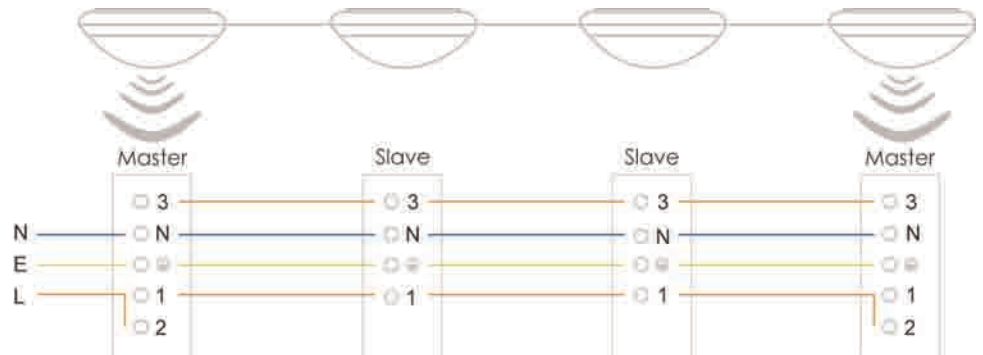 Master Slave Slave Master
3 3 3 3
N N N N N
E
L 1 1 1 1
2 2